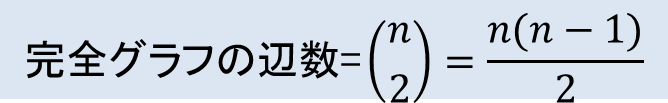 完全グラフの辺数=(n 2) = n(n − 1)/2